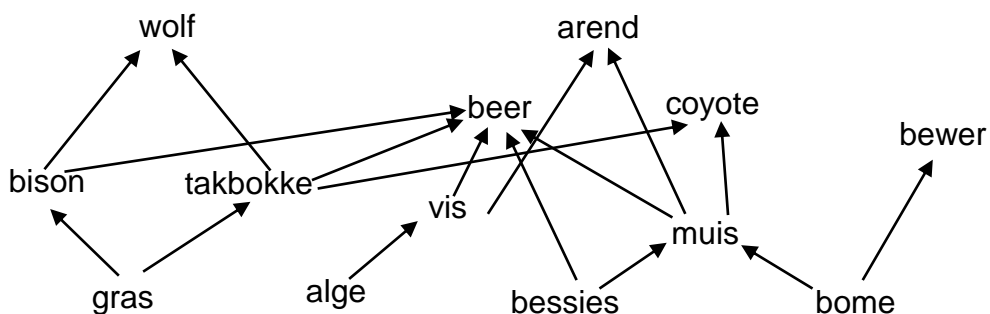 wolf
arend
beer
coyote
bewer
bison
takbokke
vis
muis
gras
alge
bessies
bome